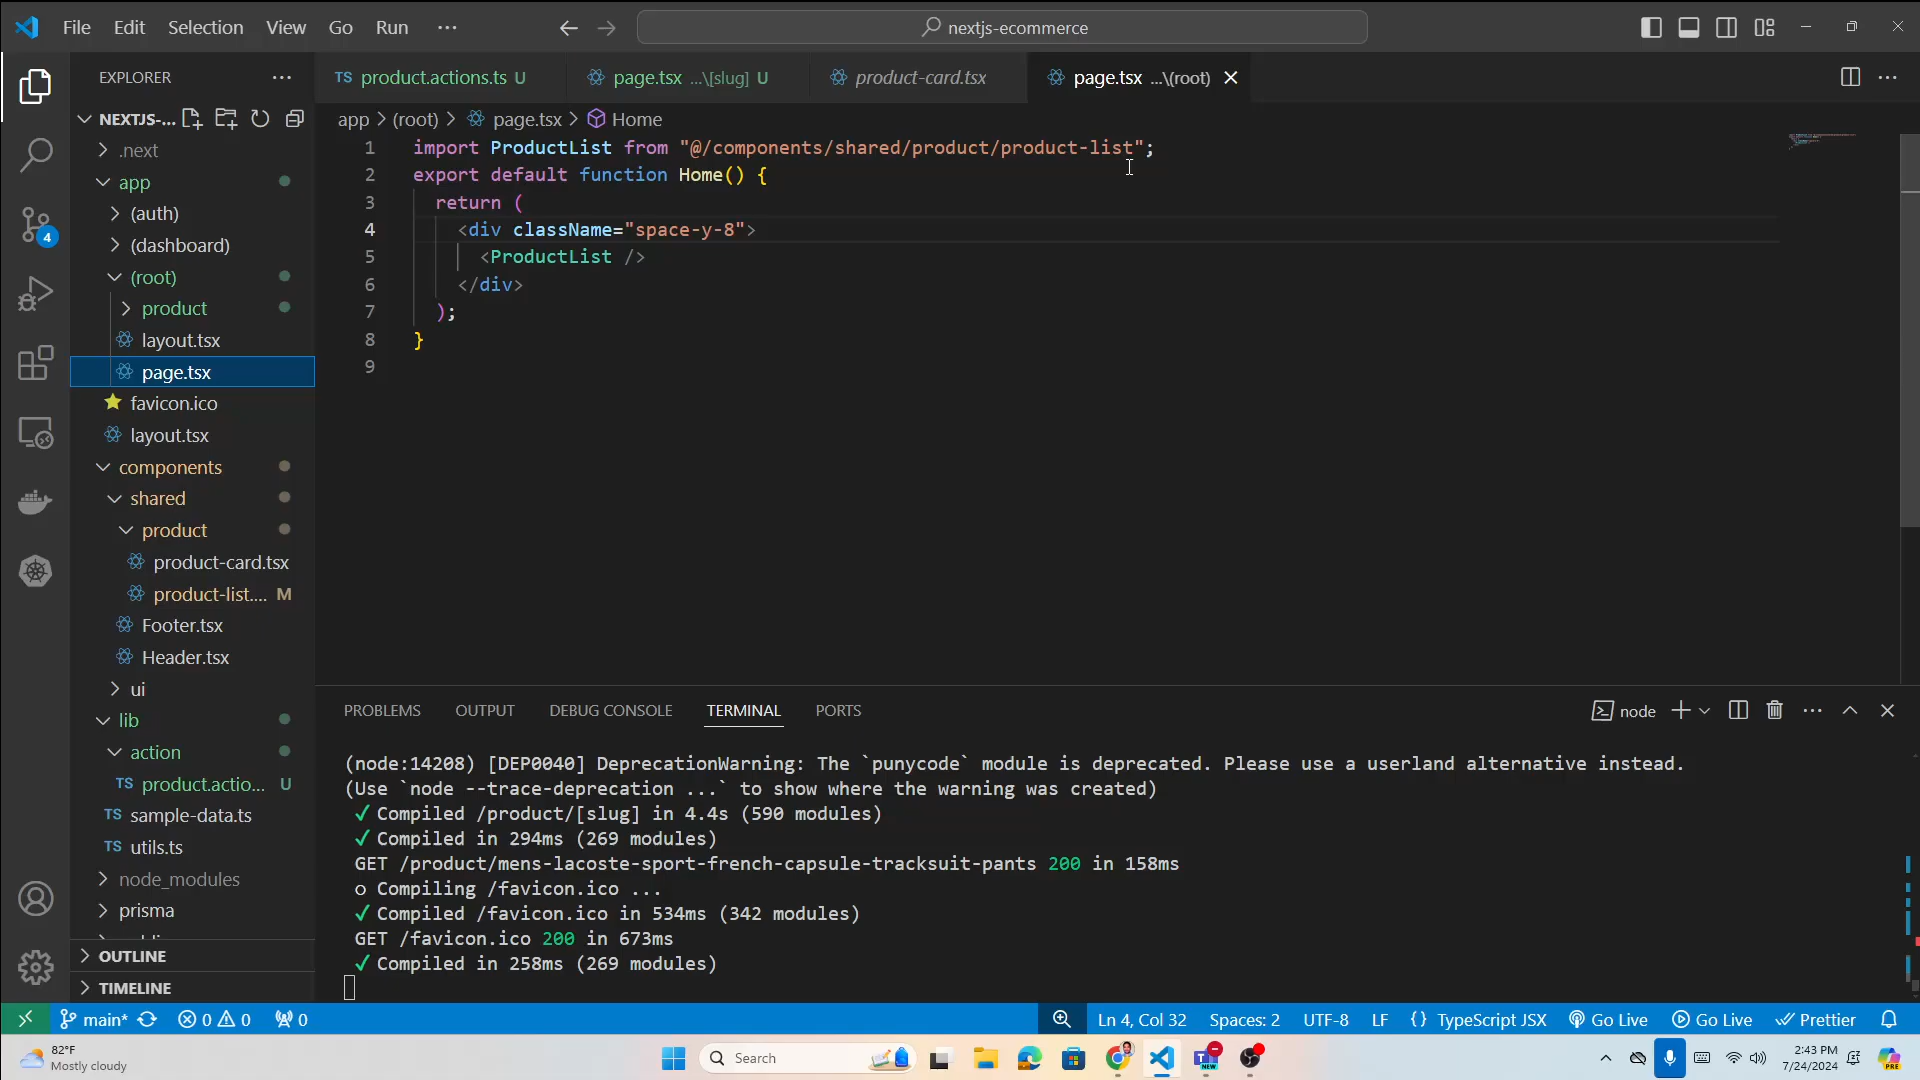 File Edit Selection View Go Run ···
nextjs-ecommerce
EXPLORER
product.actions.ts U
page.tsx ...\[slug] U
product-card.tsx
page.tsx ...\(root)
NEXTJS-...
app > (root) > page.tsx > Home
.next
app
(auth)
(dashboard)
(root)
product
layout.tsx
page.tsx
favicon.ico
layout.tsx
components
shared
product
product-card.tsx
product-list.... M
Footer.tsx
Header.tsx
ui
lib
action
TS product.actio... U
TS sample-data.ts
TS utils.ts
node_modules
prisma
OUTLINE
TIMELINE
1 import ProductList from "@/components/shared/product/product-list";
2 export default function Home() {
3 return (
4 <div className="space-y-8">
5 <ProductList />
6 </div>
7 );
8 }
9
PROBLEMS OUTPUT DEBUG CONSOLE TERMINAL PORTS
node
(node:14208) [DEP0040] DeprecationWarning: The `punycode` module is deprecated. Please use a userland alternative instead.
(Use `node --trace-deprecation ...` to show where the warning was created)
✓ Compiled /product/[slug] in 4.4s (590 modules)
✓ Compiled in 294ms (269 modules)
GET /product/mens-lacoste-sport-french-capsule-tracksuit-pants 200 in 158ms
o Compiling /favicon.ico ...
✓ Compiled /favicon.ico in 534ms (342 modules)
GET /favicon.ico 200 in 673ms
✓ Compiled in 258ms (269 modules)
4
main* 0 0 0
Ln 4, Col 32 Spaces: 2 UTF-8 LF {} TypeScript JSX Go Live Go Live Prettier
82°F
Mostly cloudy
Search
2:43 PM
7/24/2024